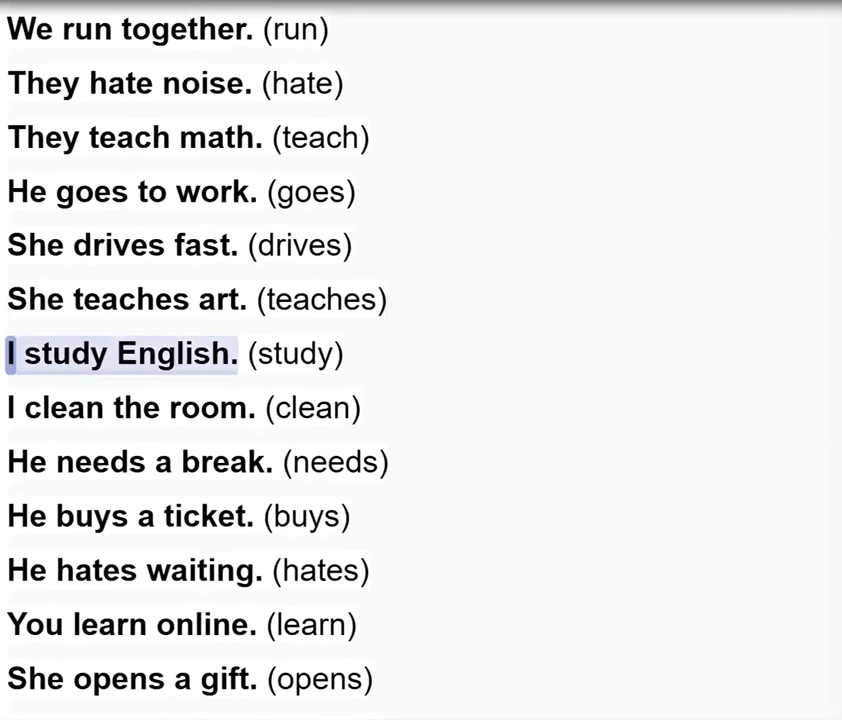 We run together. (run)
They hate noise. (hate)
They teach math. (teach)
He goes to work. (goes)
She drives fast. (drives)
She teaches art. (teaches)
I study English. (study)
I clean the room. (clean)
He needs a break. (needs)
He buys a ticket. (buys)
He hates waiting. (hates)
You learn online. (learn)
She opens a gift. (opens)